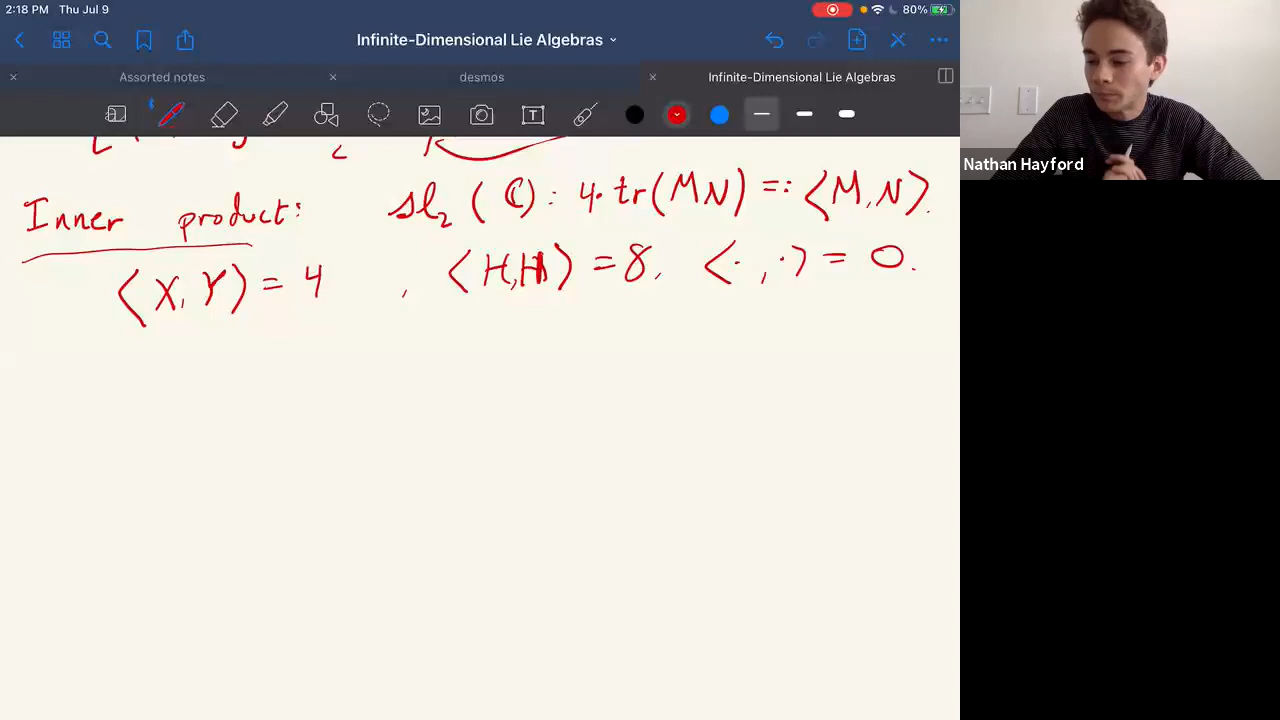 2:18 PM Thu Jul 9
80%
Infinite-Dimensional Lie Algebras
Assorted notes
desmos
Infinite-Dimensional Lie Algebras
Nathan Hayford
Inner product: sl₂(ℂ): 4·tr(MN) =: ⟨M,N⟩.
⟨X,Y⟩ = 4 , ⟨H,H⟩ = 8, ⟨·,·⟩ = 0.